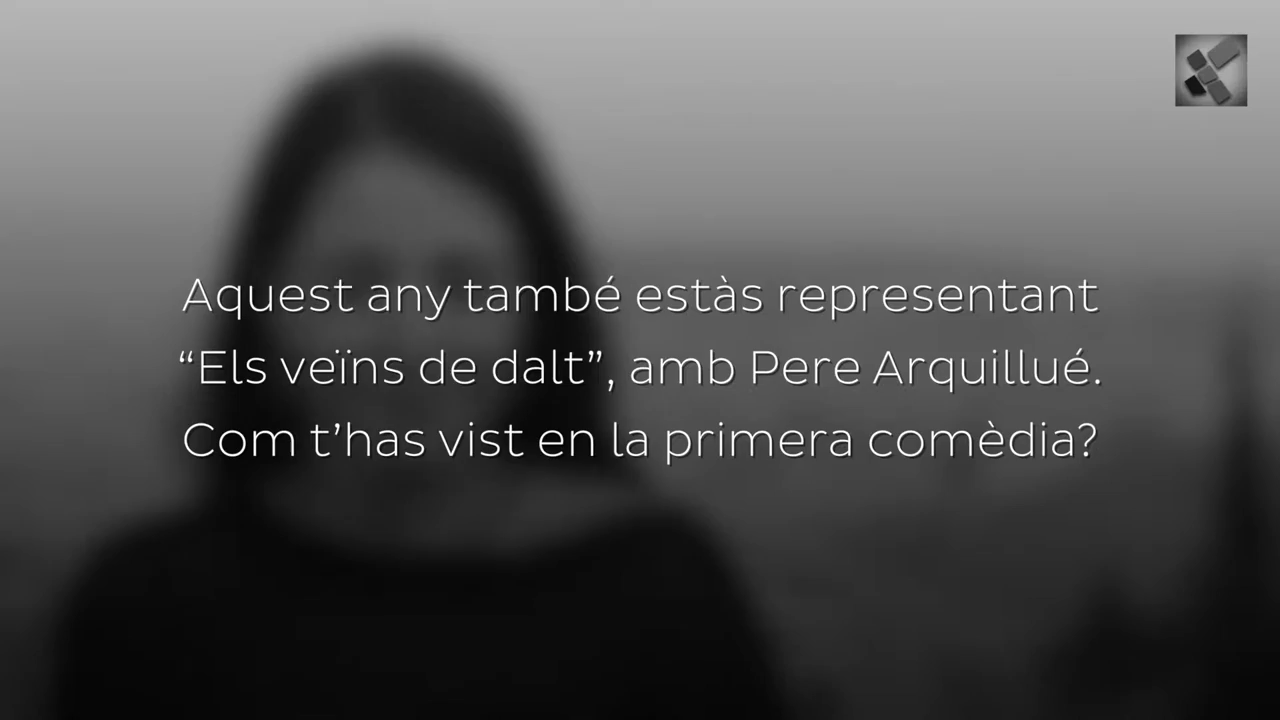 Aquest any també estàs representant
“Els veïns de dalt”, amb Pere Arquillué.
Com t’has vist en la primera comèdia?